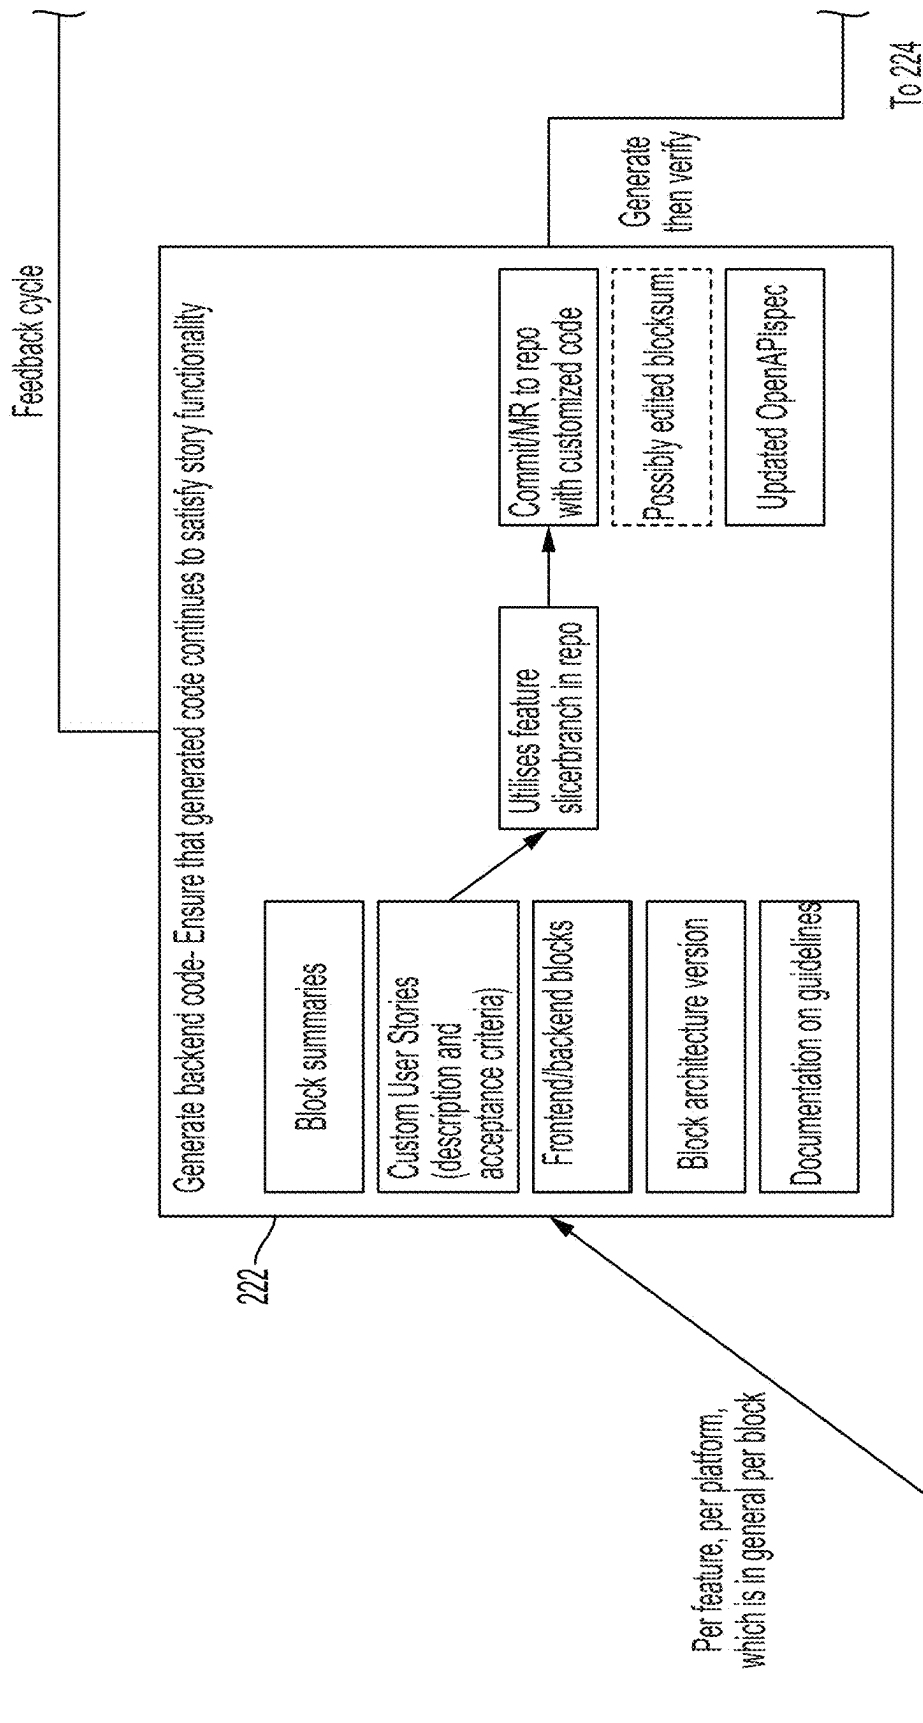 Feedback cycle
222
Generate backend code- Ensure that generated code continues to satisfy story functionality
Block summaries
Custom User Stories
(description and
acceptance criteria)
Frontend/backend blocks
Block architecture version
Documentation on guidelines
Utilises feature
slicerbranch in repo
Commit/MR to repo
with customized code
Possibly edited blocksum
Updated OpenAPIspec
Per feature, per platform,
which is in general per block
Generate
then verify
To 224